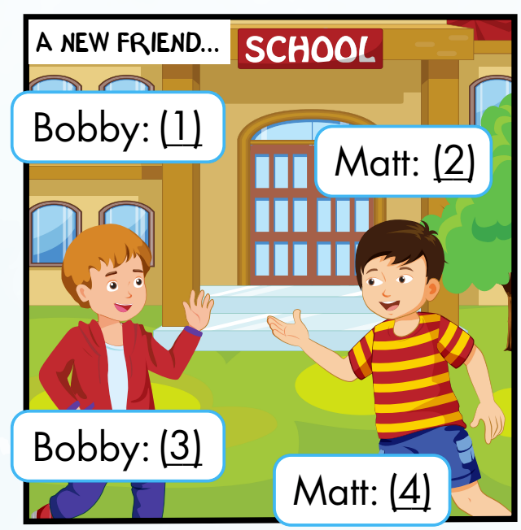 A NEW FRIEND...
SCHOOL
Bobby: (1)
Matt: (2)
Bobby: (3)
Matt: (4)